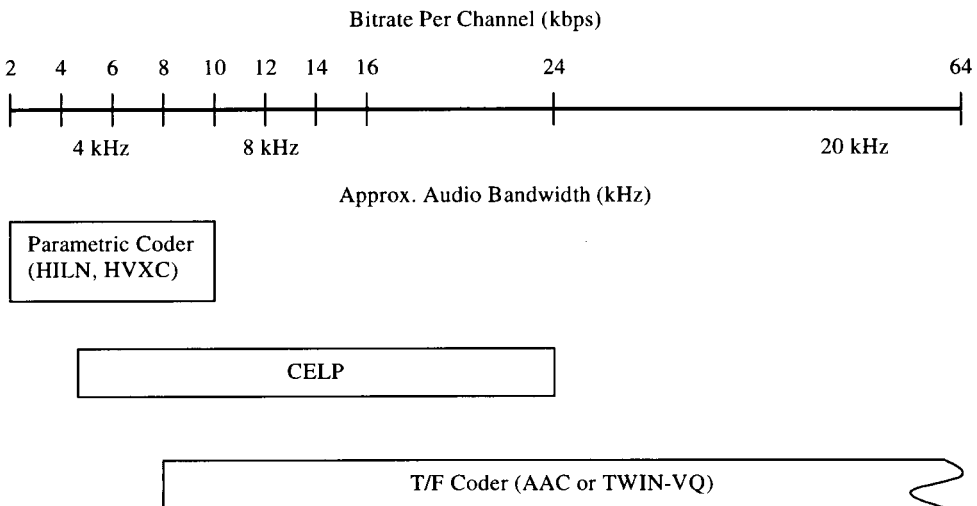 Bitrate Per Channel (kbps)
2 4 6 8 10 12 14 16 24 64
4 kHz 8 kHz 20 kHz
Approx. Audio Bandwidth (kHz)
Parametric Coder
(HILN, HVXC)
CELP
T/F Coder (AAC or TWIN-VQ)